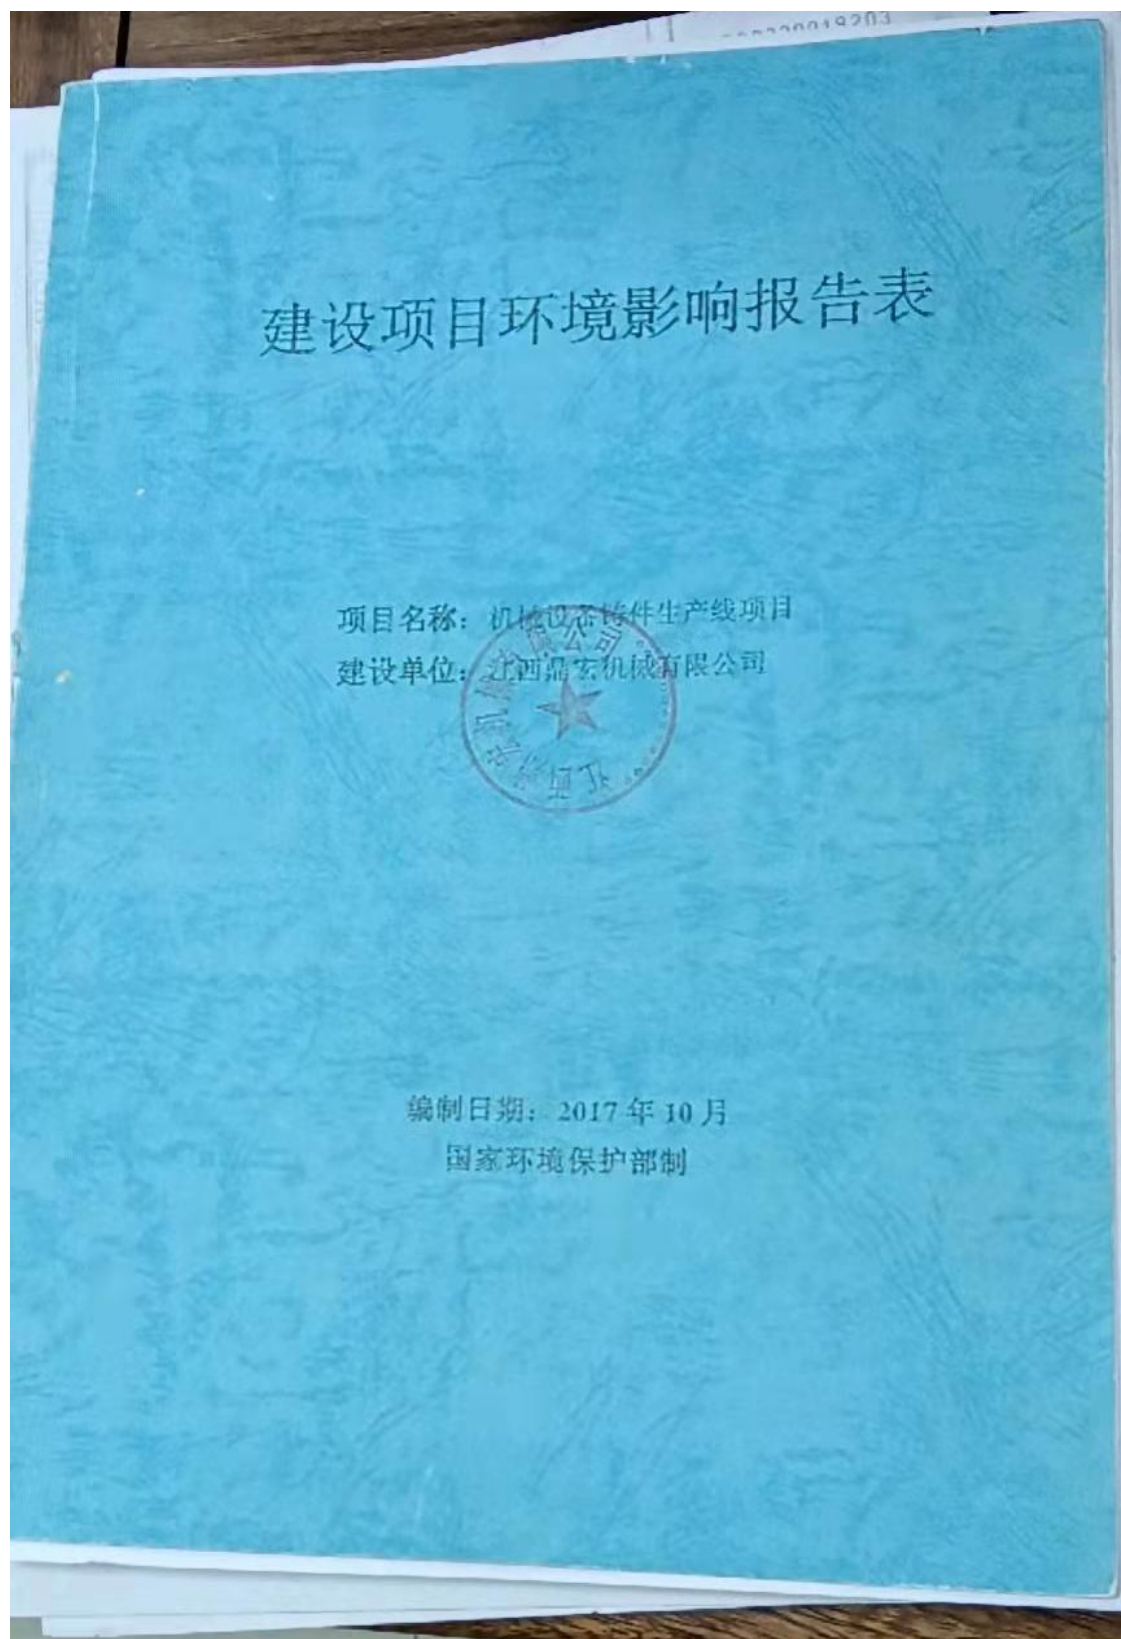 建设项目环境影响报告表
项目名称：机械设备铸件生产线项目
建设单位：江西鼎宏机械有限公司
编制日期：2017年10月
国家环境保护部制